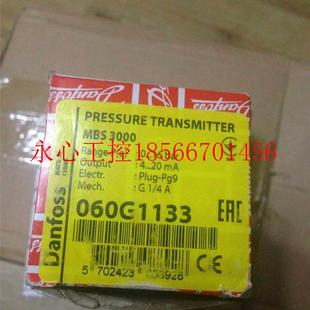 Danfoss
PRESSURE TRANSMITTER
MBS 3000
Output : 4...20 mA
Electr. : Plug-Pg9
Mech. : G 1/4 A
060G1133
EAC
CE
Danfoss
永心工控18566701456
5 702423